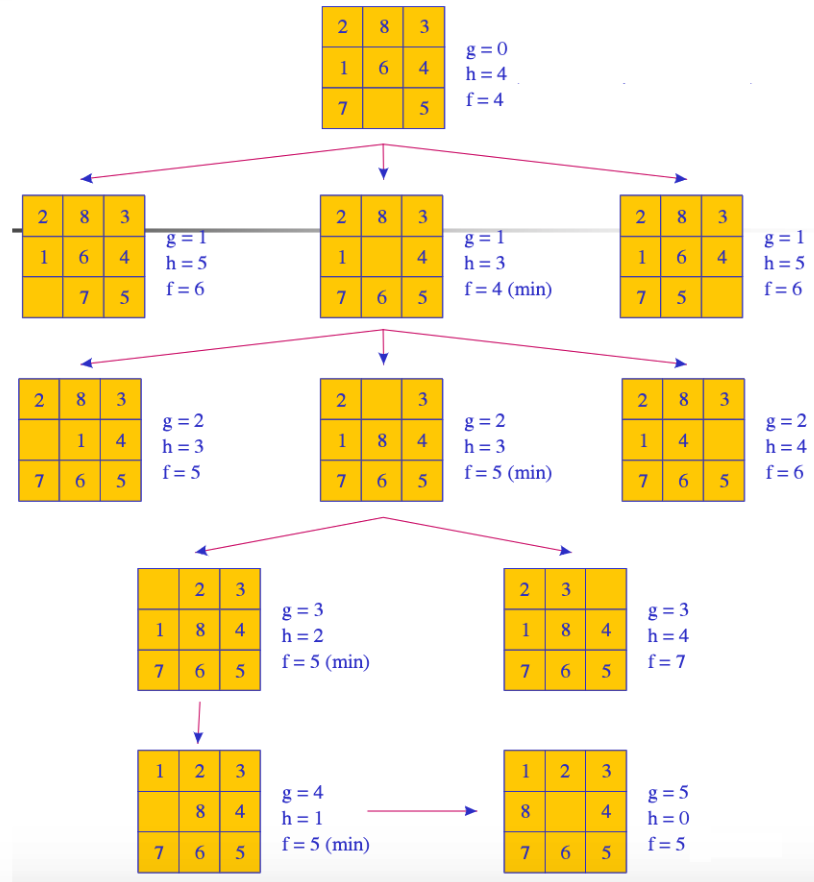 2 8 3
1 6 4
7 5
g = 0
h = 4
f = 4
2 8 3
1 6 4
7 5
g = 1
h = 5
f = 6
2 8 3
1 4
7 6 5
g = 1
h = 3
f = 4 (min)
2 8 3
1 6 4
7 5
g = 1
h = 5
f = 6
2 8 3
1 4
7 6 5
g = 2
h = 3
f = 5
2 3
1 8 4
7 6 5
g = 2
h = 3
f = 5 (min)
2 8 3
1 4
7 6 5
g = 2
h = 4
f = 6
2 3
1 8 4
7 6 5
g = 3
h = 2
f = 5 (min)
2 3
1 8 4
7 6 5
g = 3
h = 4
f = 7
1 2 3
8 4
7 6 5
g = 4
h = 1
f = 5 (min)
1 2 3
8 4
7 6 5
g = 5
h = 0
f = 5